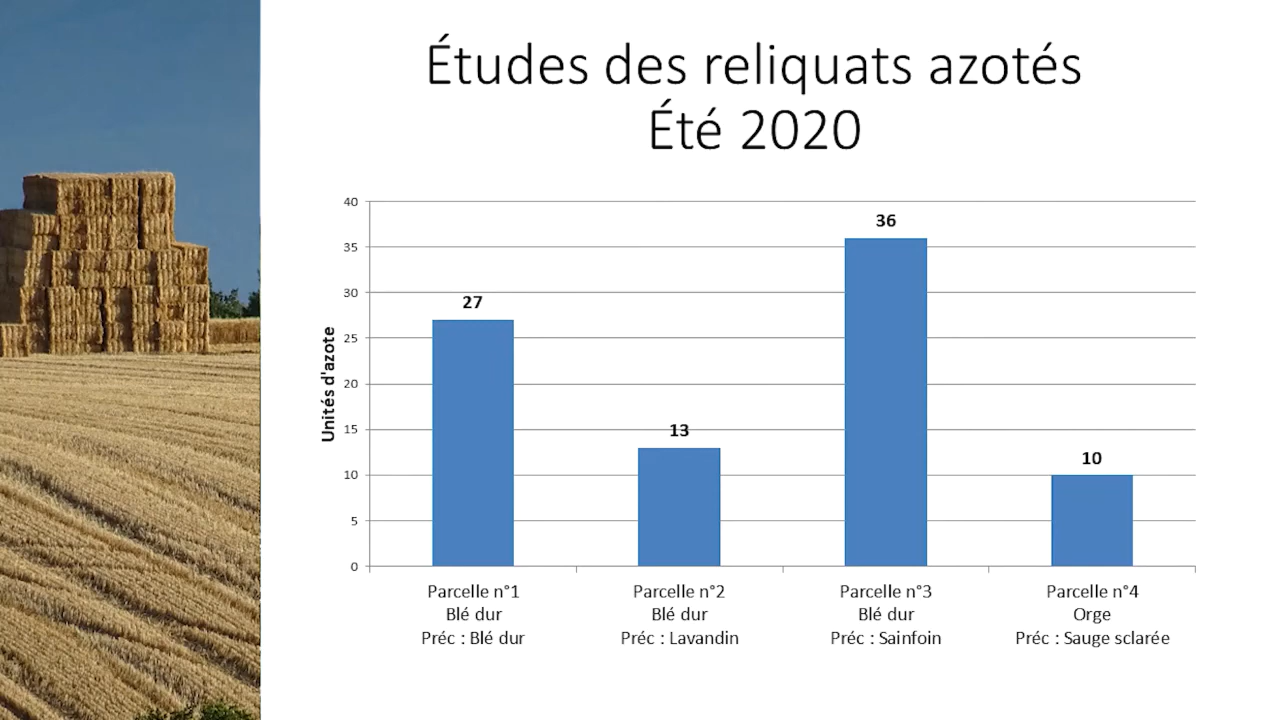 Études des reliquats azotés
Été 2020
Unités d'azote
40
35
30
25
20
15
10
5
0
27
13
36
10
Parcelle n°1
Blé dur
Préc : Blé dur
Parcelle n°2
Blé dur
Préc : Lavandin
Parcelle n°3
Blé dur
Préc : Sainfoin
Parcelle n°4
Orge
Préc : Sauge sclarée